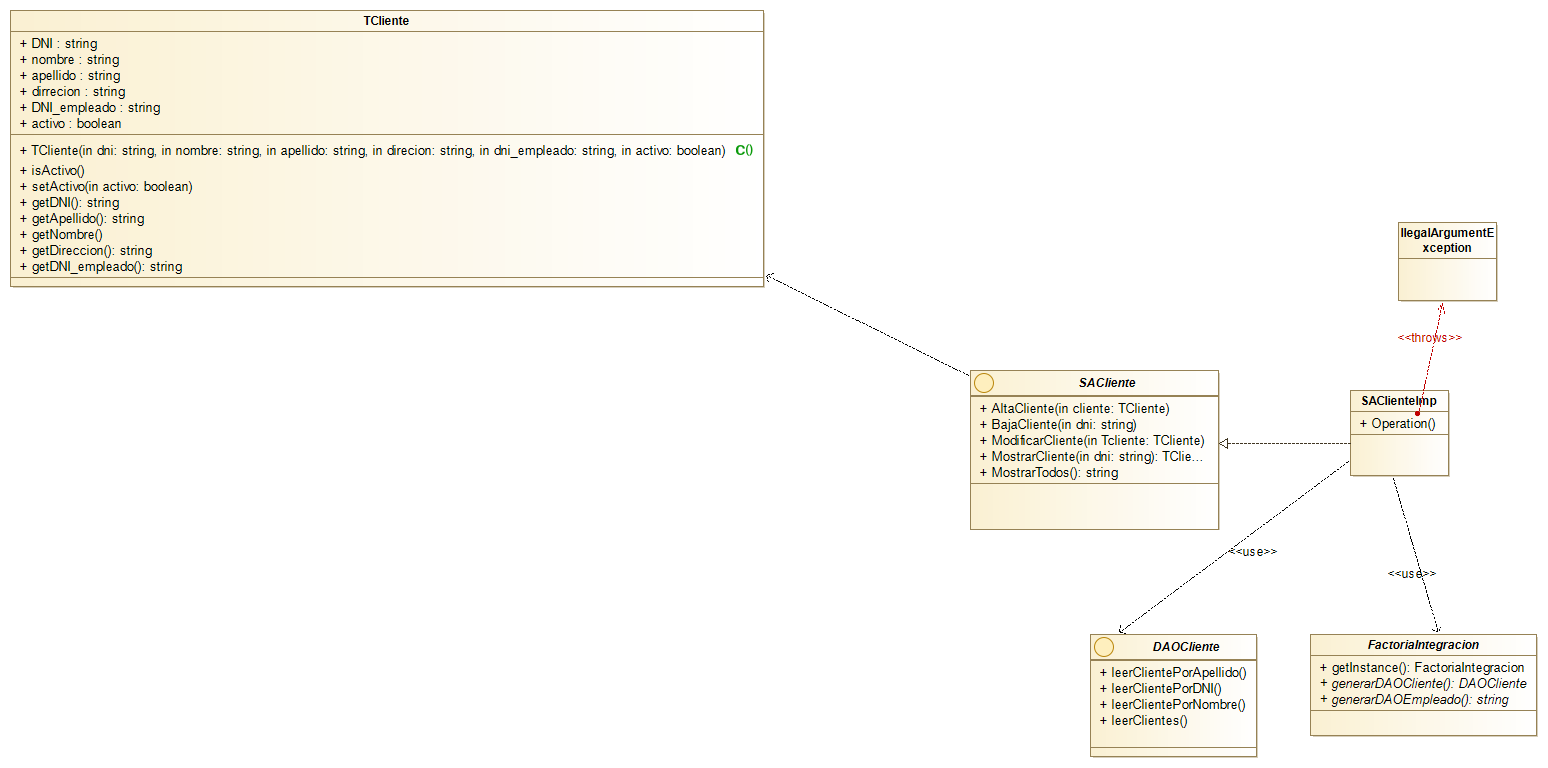 TCliente
+ DNI : string
+ nombre : string
+ apellido : string
+ dirrecion : string
+ DNI_empleado : string
+ activo : boolean
+ TCliente(in dni: string, in nombre: string, in apellido: string, in direcion: string, in dni_empleado: string, in activo: boolean) C()
+ isActivo()
+ setActivo(in activo: boolean)
+ getDNI(): string
+ getApellido(): string
+ getNombre()
+ getDireccion(): string
+ getDNI_empleado(): string
IlegalArgumentE
xception
<<throws>>
SACliente
+ AltaCliente(in cliente: TCliente)
+ BajaCliente(in dni: string)
+ ModificarCliente(in Tcliente: TCliente)
+ MostrarCliente(in dni: string): TClie...
+ MostrarTodos(): string
SAClienteImp
+ Operation()
<<use>>
<<use>>
DAOCliente
+ leerClientePorApellido()
+ leerClientePorDNI()
+ leerClientePorNombre()
+ leerClientes()
FactoriaIntegracion
+ getInstance(): FactoriaIntegracion
+ generarDAOCliente(): DAOCliente
+ generarDAOEmpleado(): string